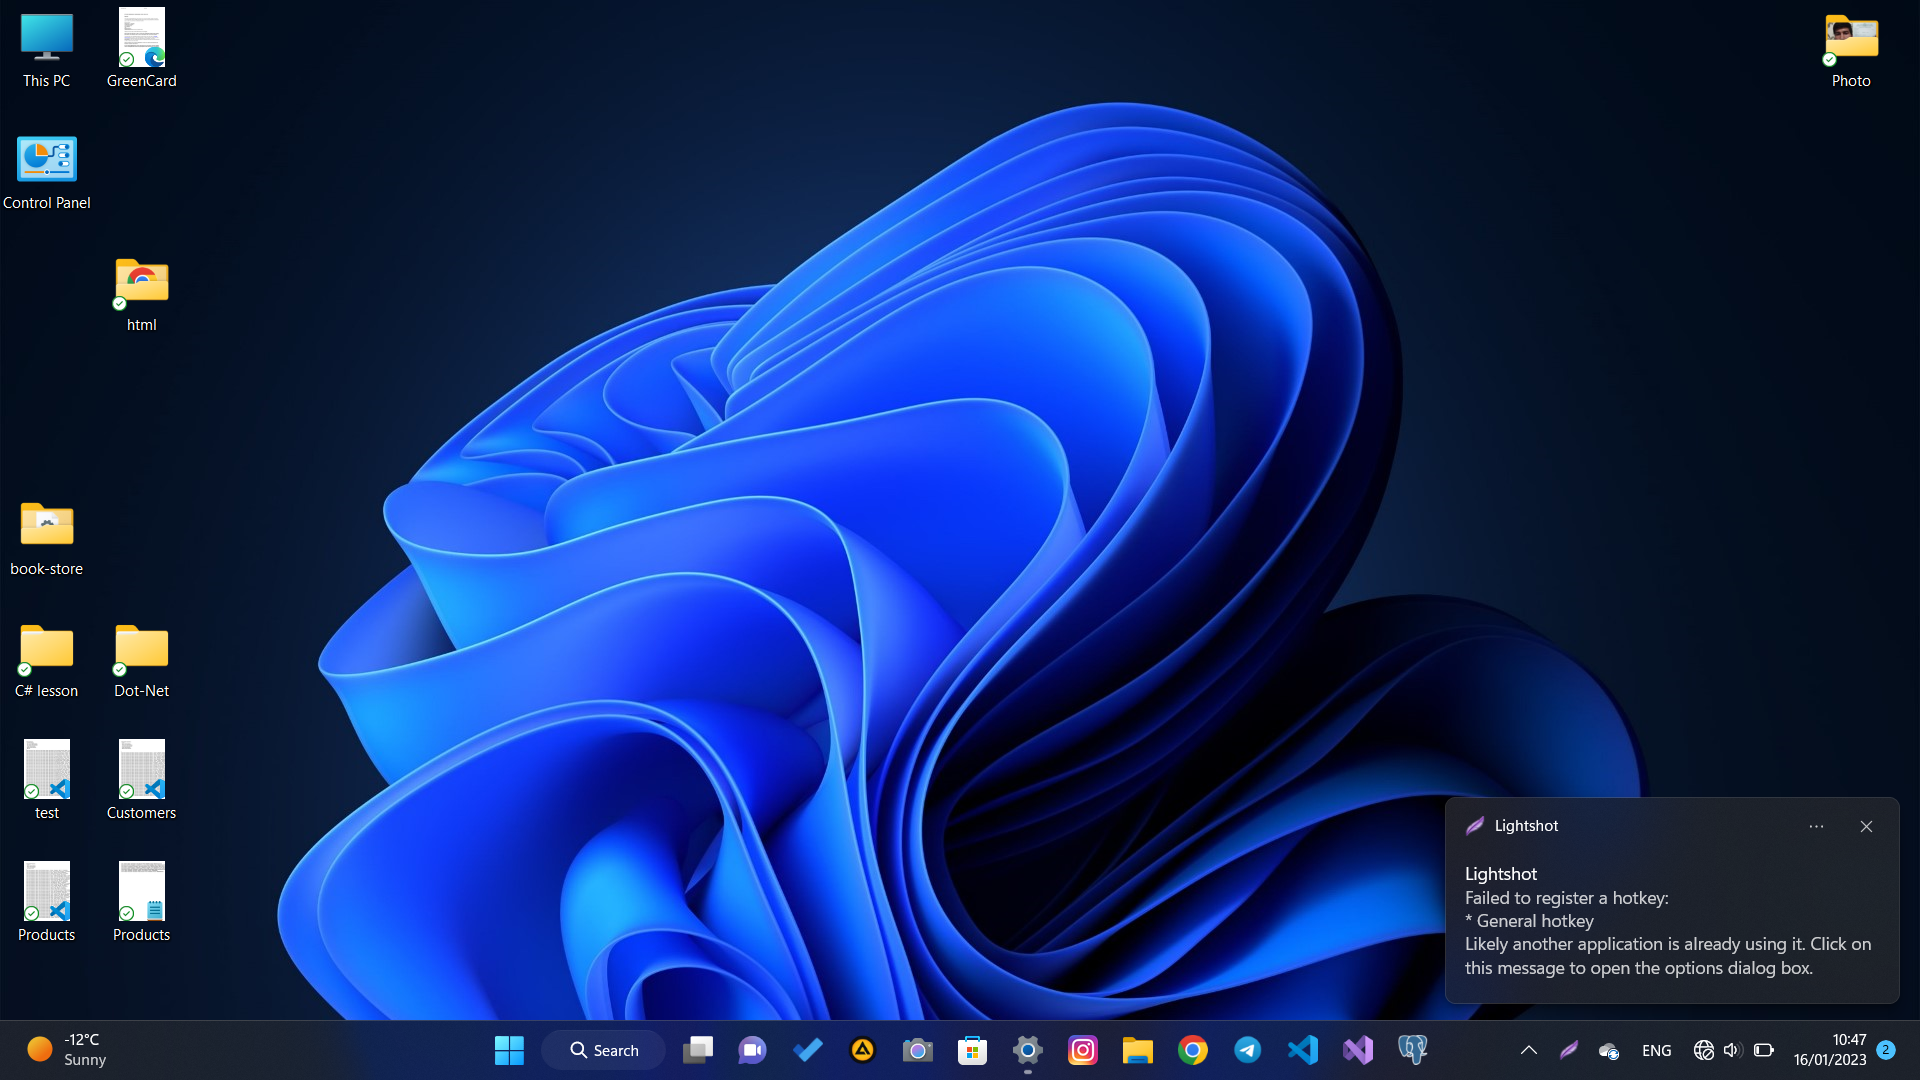 This PC
GreenCard
Photo
Control Panel
html
book-store
C# lesson
Dot-Net
test
Customers
Products
Products
Lightshot
Lightshot
Failed to register a hotkey:
* General hotkey
Likely another application is already using it. Click on
this message to open the options dialog box.
-12°C
Sunny
Search
ENG
10:47
16/01/2023
2